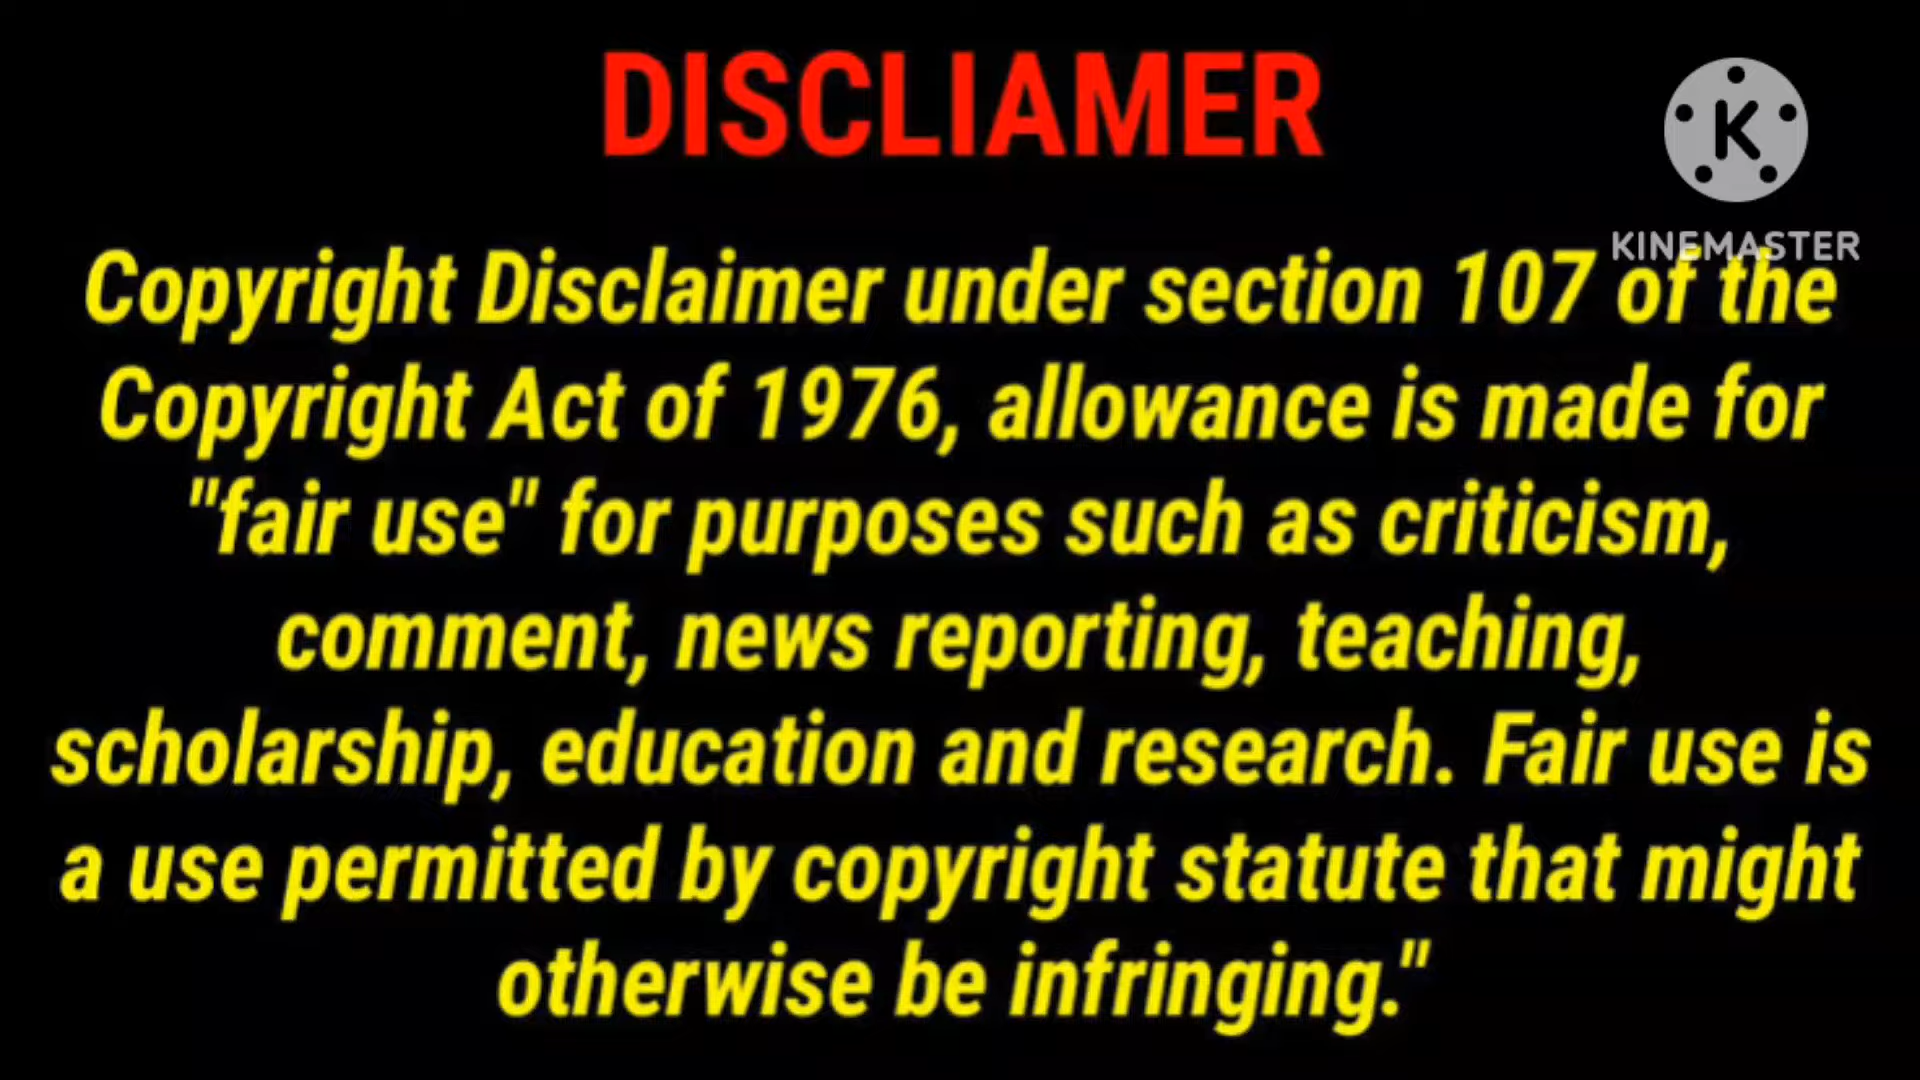 DISCLIAMER
K
KINEMASTER
Copyright Disclaimer under section 107 of the
Copyright Act of 1976, allowance is made for
"fair use" for purposes such as criticism,
comment, news reporting, teaching,
scholarship, education and research. Fair use is
a use permitted by copyright statute that might
otherwise be infringing."